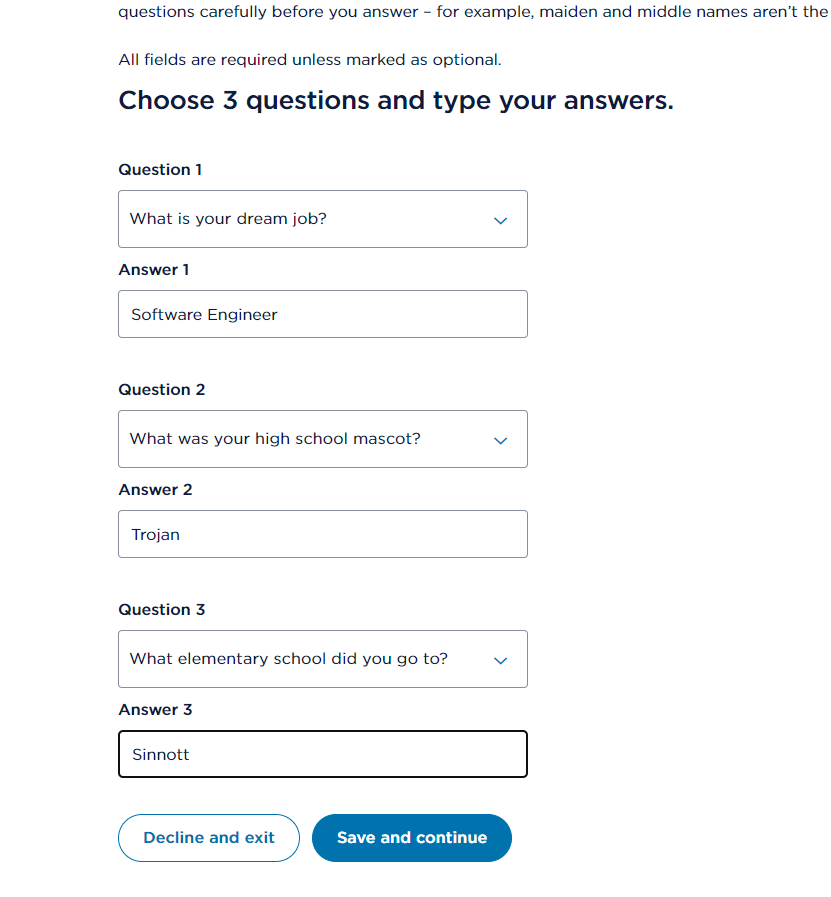 questions carefully before you answer – for example, maiden and middle names aren't the
All fields are required unless marked as optional.
Choose 3 questions and type your answers.
Question 1
What is your dream job?
Answer 1
Software Engineer
Question 2
What was your high school mascot?
Answer 2
Trojan
Question 3
What elementary school did you go to?
Answer 3
Sinnott
Decline and exit
Save and continue